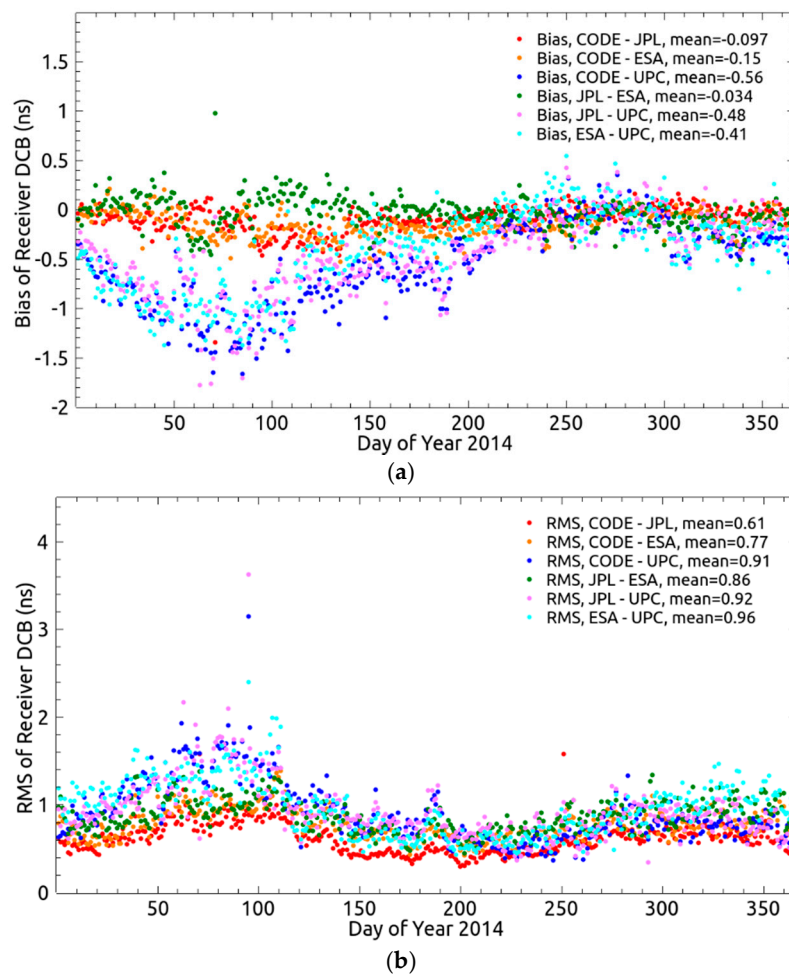 Bias, CODE - JPL, mean=-0.097
Bias, CODE - ESA, mean=-0.15
Bias, CODE - UPC, mean=-0.56
Bias, JPL - ESA, mean=-0.034
Bias, JPL - UPC, mean=-0.48
Bias, ESA - UPC, mean=-0.41
1.5
1
0.5
0
-0.5
-1
-1.5
-2
Bias of Receiver DCB (ns)
50 100 150 200 250 300 350
Day of Year 2014
(a)
RMS, CODE - JPL, mean=0.61
RMS, CODE - ESA, mean=0.77
RMS, CODE - UPC, mean=0.91
RMS, JPL - ESA, mean=0.86
RMS, JPL - UPC, mean=0.92
RMS, ESA - UPC, mean=0.96
4
3
2
1
0
RMS of Receiver DCB (ns)
50 100 150 200 250 300 350
Day of Year 2014
(b)